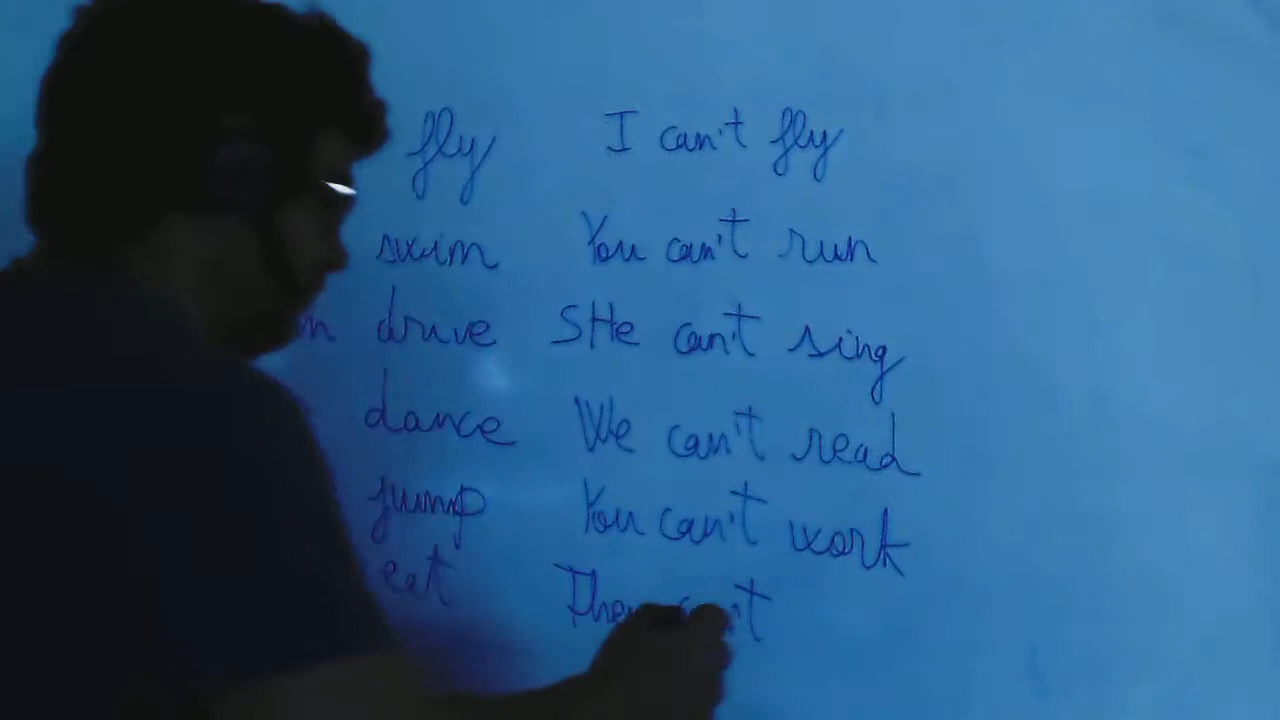 fly I can't fly
swim You can't run
drive SHe can't sing
dance We can't read
jump You can't work
eat They can't